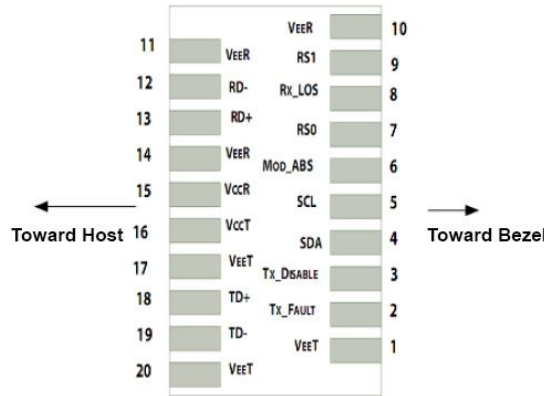 VEER 10
11 VEER
RS1 9
12 RD-
RX_LOS 8
13 RD+
RS0 7
14 VEER
MOD_ABS 6
15 VCCR
SCL 5
Toward Host
16 VCCT
SDA 4
Toward Bezel
17 VEET
TX_DISABLE 3
18 TD+
TX_FAULT 2
19 TD-
VEET 1
20 VEET